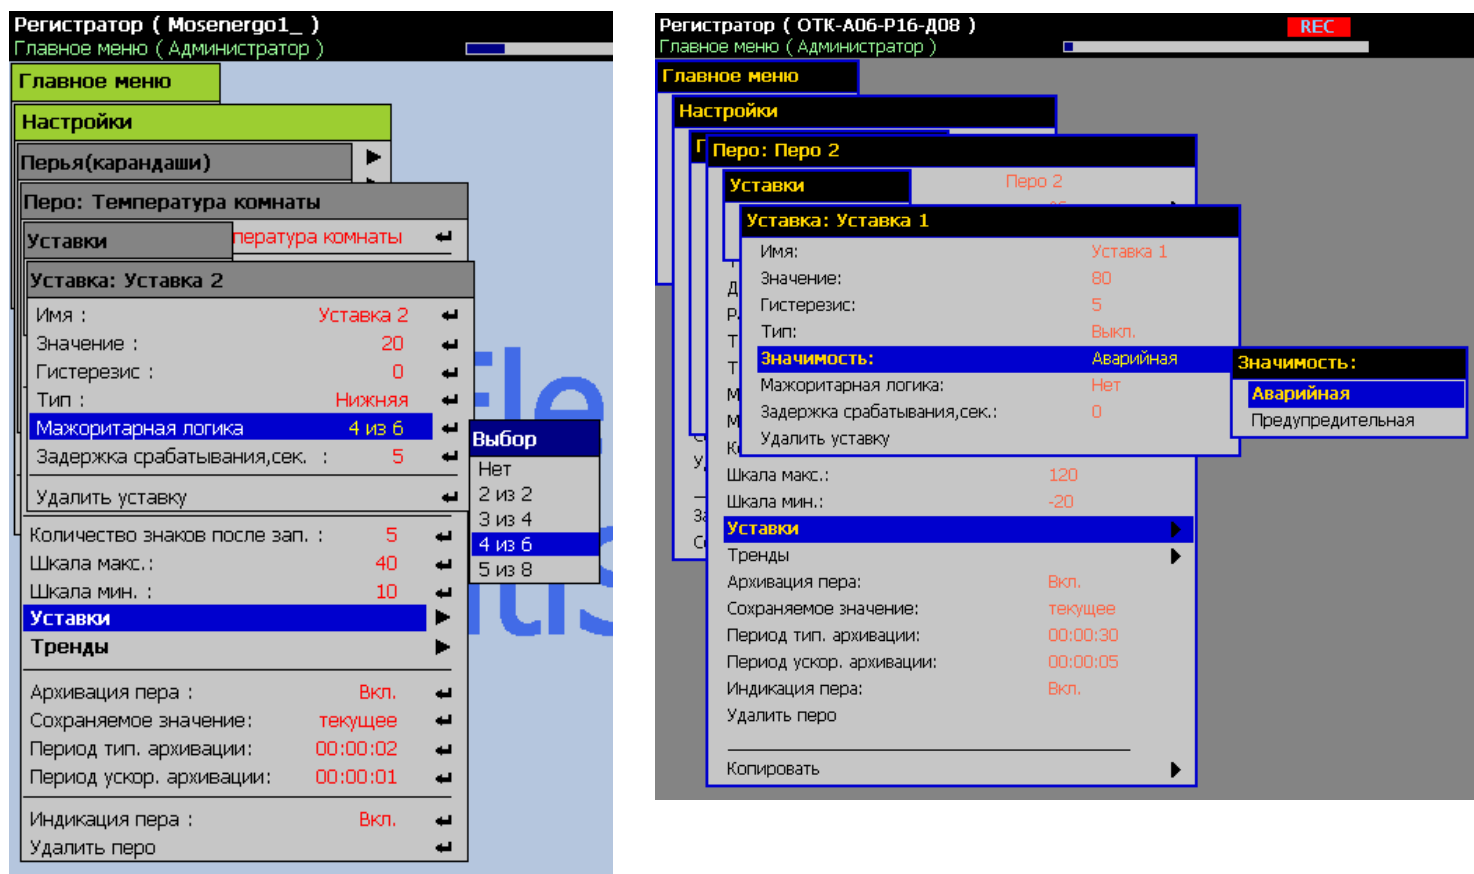 Регистратор ( Mosenergo1_ )
Главное меню ( Администратор )
Главное меню
Настройки
Перья(карандаши)
Перо: Температура комнаты
пература комнаты
Уставки
Уставка: Уставка 2
Имя : Уставка 2
Значение : 20
Гистерезис : 0
Тип : Нижняя
Мажоритарная логика 4 из 6
Задержка срабатывания,сек. : 5
Удалить уставку
Выбор
Нет
2 из 2
3 из 4
4 из 6
5 из 8
Количество знаков после зап. : 5
Шкала макс.: 40
Шкала мин. : 10
Уставки
Тренды
Архивация пера : Вкл.
Сохраняемое значение: текущее
Период тип. архивации: 00:00:02
Период ускор. архивации: 00:00:01
Индикация пера : Вкл.
Удалить перо
Регистратор ( ОТК-А06-Р16-Д08 )
REC
Главное меню ( Администратор )
Главное меню
Настройки
Перо: Перо 2
Перо 2
Уставки
Уставка: Уставка 1
Имя: Уставка 1
Значение: 80
Гистерезис: 5
Тип: Выкл.
Значимость: Аварийная
Мажоритарная логика: Нет
Задержка срабатывания,сек.: 0
Удалить уставку
Значимость:
Аварийная
Предупредительная
Шкала макс.: 120
Шкала мин.: -20
Уставки
Тренды
Архивация пера: Вкл.
Сохраняемое значение: текущее
Период тип. архивации: 00:00:30
Период ускор. архивации: 00:00:05
Индикация пера: Вкл.
Удалить перо
Копировать